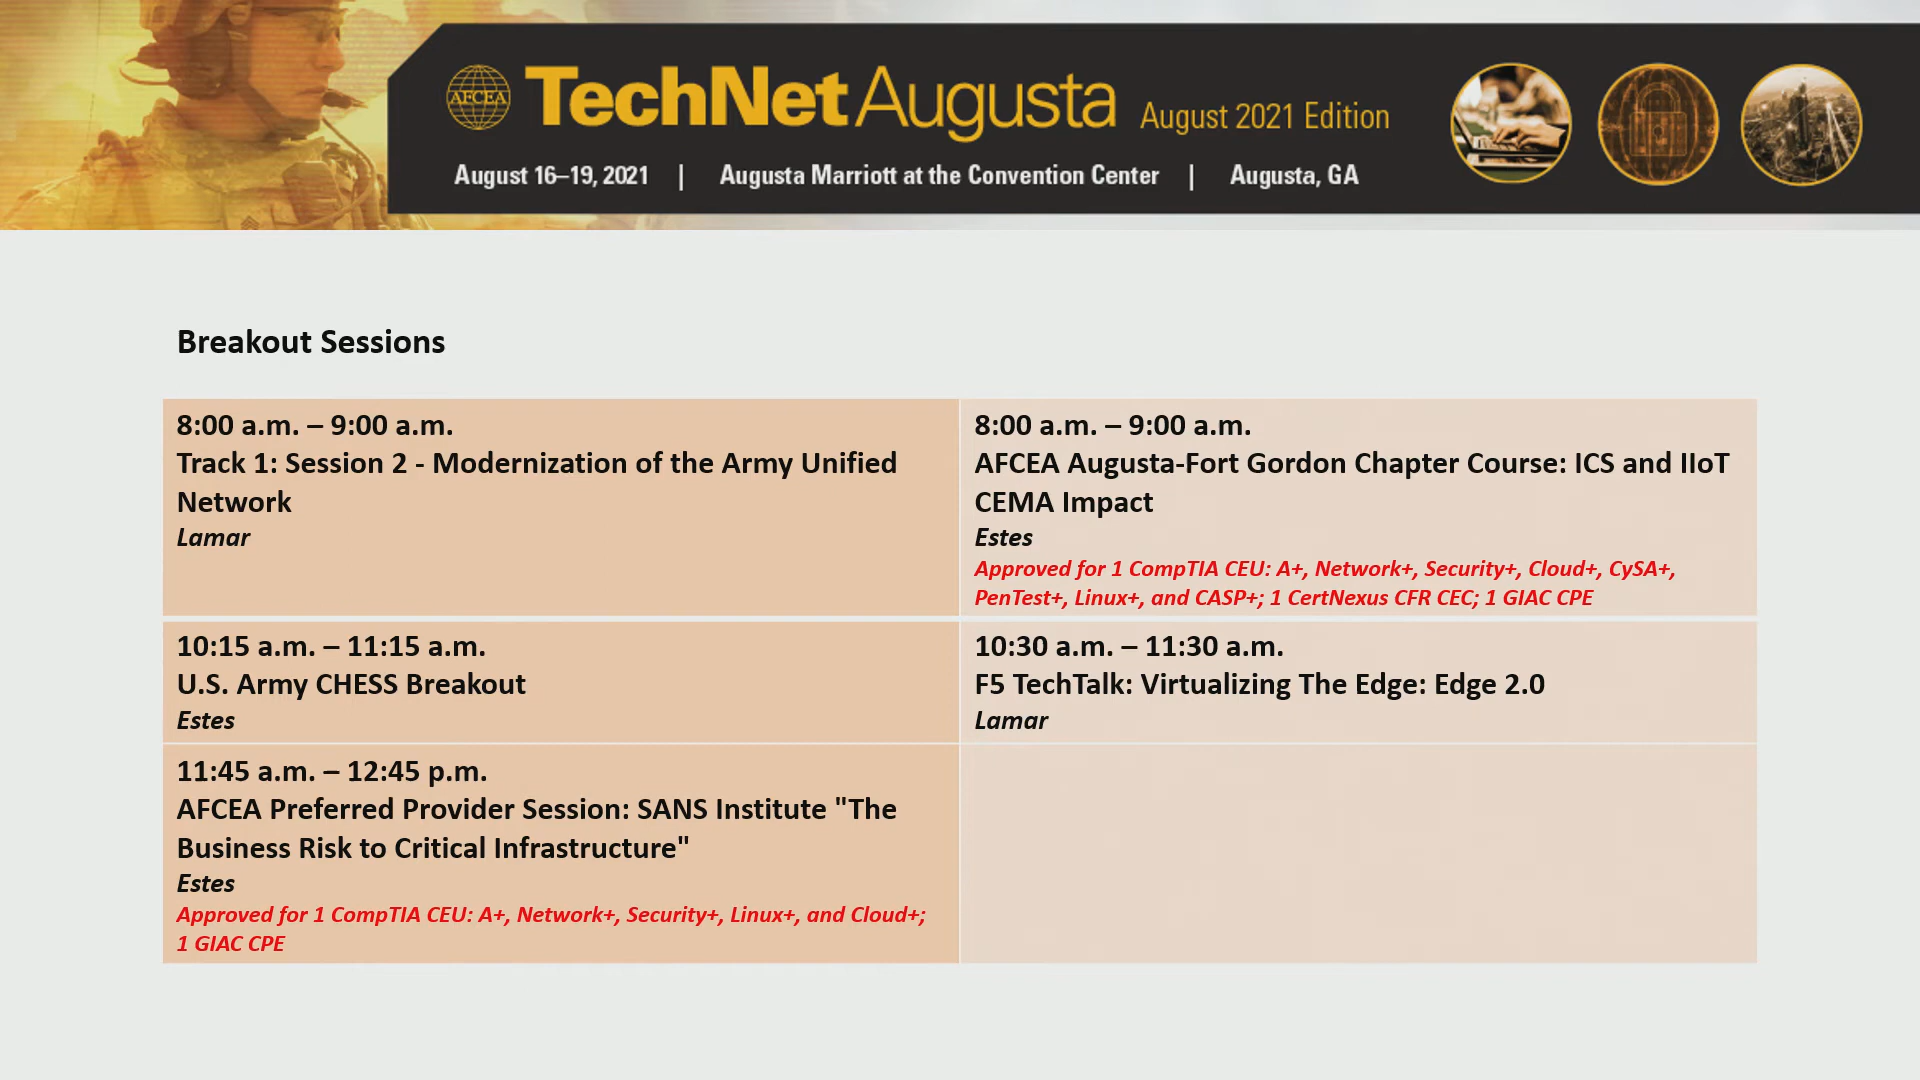 AFCEA TechNet Augusta August 2021 Edition
August 16–19, 2021 | Augusta Marriott at the Convention Center | Augusta, GA
Breakout Sessions
8:00 a.m. – 9:00 a.m.
Track 1: Session 2 - Modernization of the Army Unified
Network
Lamar
8:00 a.m. – 9:00 a.m.
AFCEA Augusta-Fort Gordon Chapter Course: ICS and IIoT
CEMA Impact
Estes
Approved for 1 CompTIA CEU: A+, Network+, Security+, Cloud+, CySA+,
PenTest+, Linux+, and CASP+; 1 CertNexus CFR CEC; 1 GIAC CPE
10:15 a.m. – 11:15 a.m.
U.S. Army CHESS Breakout
Estes
10:30 a.m. – 11:30 a.m.
F5 TechTalk: Virtualizing The Edge: Edge 2.0
Lamar
11:45 a.m. – 12:45 p.m.
AFCEA Preferred Provider Session: SANS Institute "The
Business Risk to Critical Infrastructure"
Estes
Approved for 1 CompTIA CEU: A+, Network+, Security+, Linux+, and Cloud+;
1 GIAC CPE